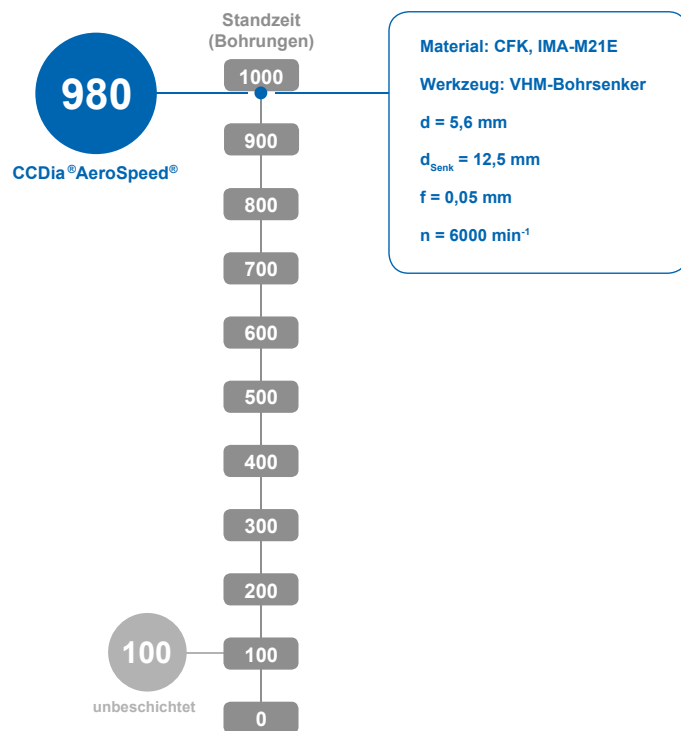 Standzeit
(Bohrungen)
980
CCDia®AeroSpeed®
1000
900
800
700
600
500
400
300
200
100
0
100
unbeschichtet
Material: CFK, IMA-M21E
Werkzeug: VHM-Bohrsenker
d = 5,6 mm
dSenk = 12,5 mm
f = 0,05 mm
n = 6000 min-1